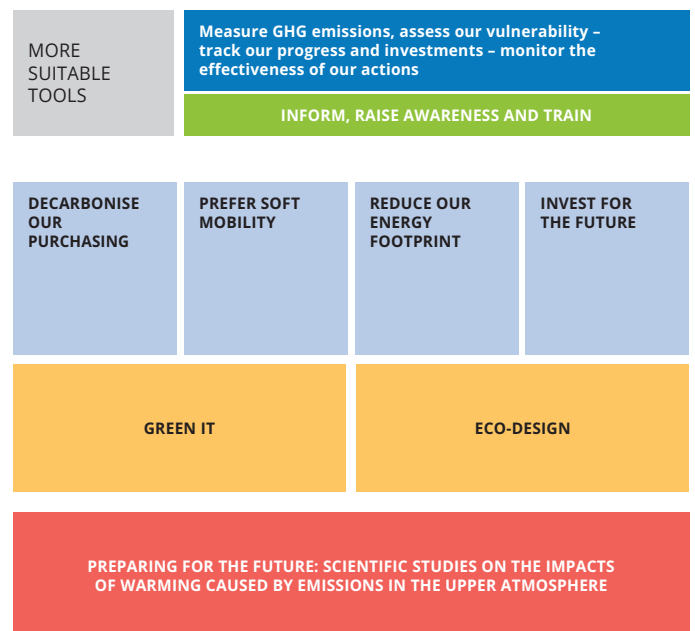 MORE
SUITABLE
TOOLS
Measure GHG emissions, assess our vulnerability –
track our progress and investments – monitor the
effectiveness of our actions
INFORM, RAISE AWARENESS AND TRAIN
DECARBONISE
OUR
PURCHASING
PREFER SOFT
MOBILITY
REDUCE OUR
ENERGY
FOOTPRINT
INVEST FOR
THE FUTURE
GREEN IT
ECO-DESIGN
PREPARING FOR THE FUTURE: SCIENTIFIC STUDIES ON THE IMPACTS
OF WARMING CAUSED BY EMISSIONS IN THE UPPER ATMOSPHERE